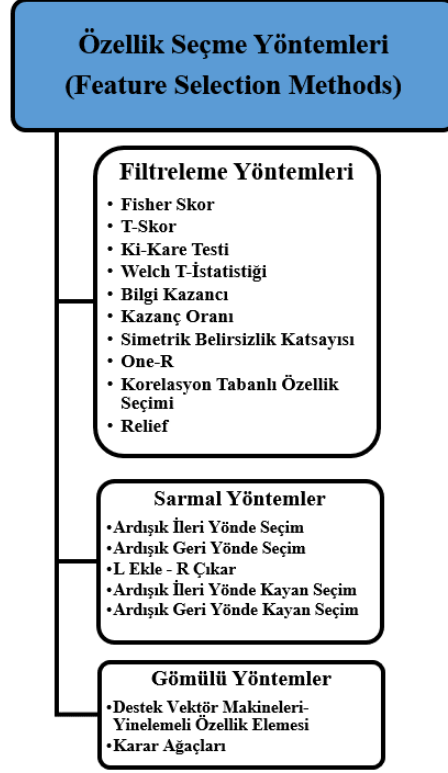 Özellik Seçme Yöntemleri
(Feature Selection Methods)
Filtreleme Yöntemleri
• Fisher Skor
• T-Skor
• Ki-Kare Testi
• Welch T-İstatistiği
• Bilgi Kazancı
• Kazanç Oranı
• Simetrik Belirsizlik Katsayısı
• One-R
• Korelasyon Tabanlı Özellik
Seçimi
• Relief
Sarmal Yöntemler
•Ardışık İleri Yönde Seçim
•Ardışık Geri Yönde Seçim
•L Ekle - R Çıkar
•Ardışık İleri Yönde Kayan Seçim
•Ardışık Geri Yönde Kayan Seçim
Gömülü Yöntemler
•Destek Vektör Makineleri-
Yinelemeli Özellik Elemesi
•Karar Ağaçları